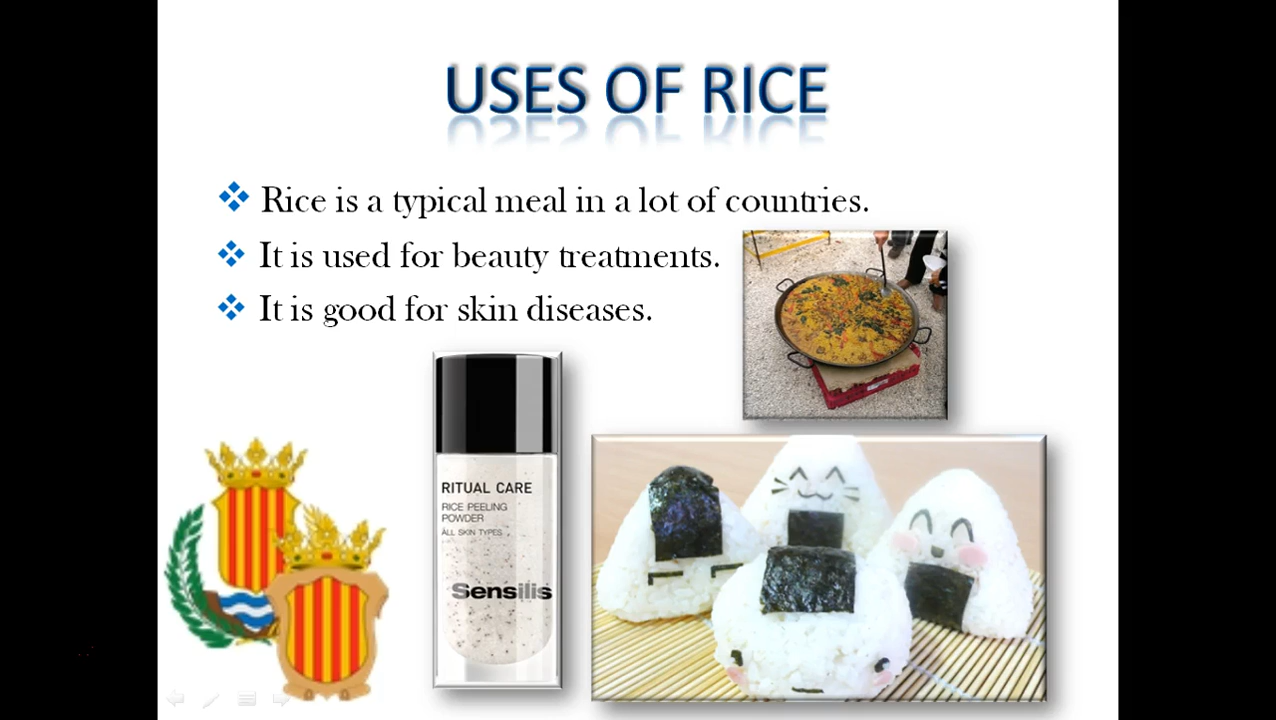 USES OF RICE
Rice is a typical meal in a lot of countries.
It is used for beauty treatments.
It is good for skin diseases.
RITUAL CARE
RICE PEELING
POWDER
ALL SKIN TYPES
Sensilis